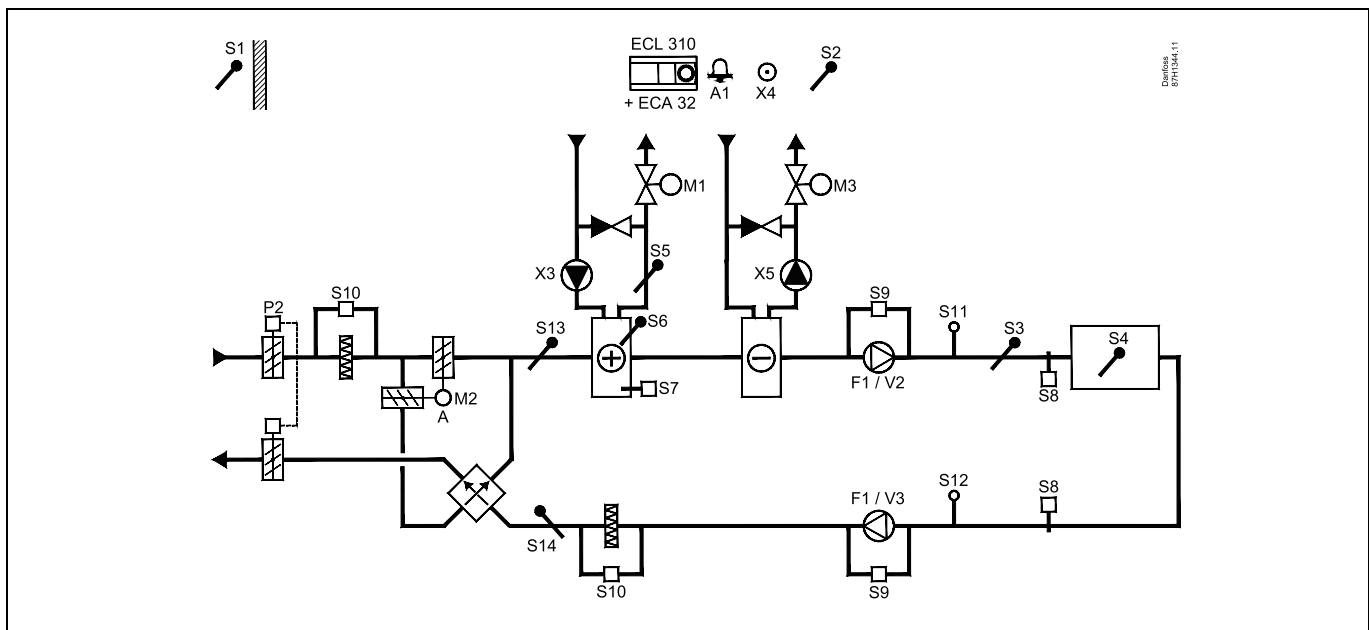 S1
ECL 310
+ ECA 32
A1
X4
S2
Danfoss
87H1344.11
M1
M3
X3
S5
X5
P2
S10
S13
S6
S7
S9
F1 / V2
S11
S3
S4
S8
M2
A
S14
S10
F1 / V3
S9
S12
S8